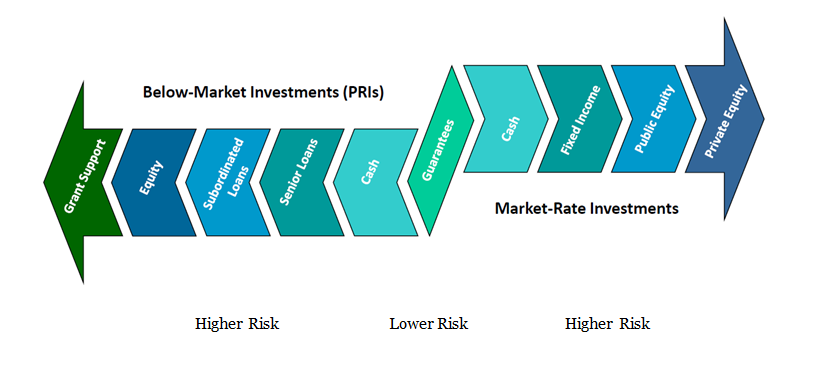 Below-Market Investments (PRIs)
Grant Support
Equity
Subordinated
Loans
Senior Loans
Cash
Guarantees
Cash
Fixed Income
Public Equity
Private Equity
Market-Rate Investments
Higher Risk
Lower Risk
Higher Risk